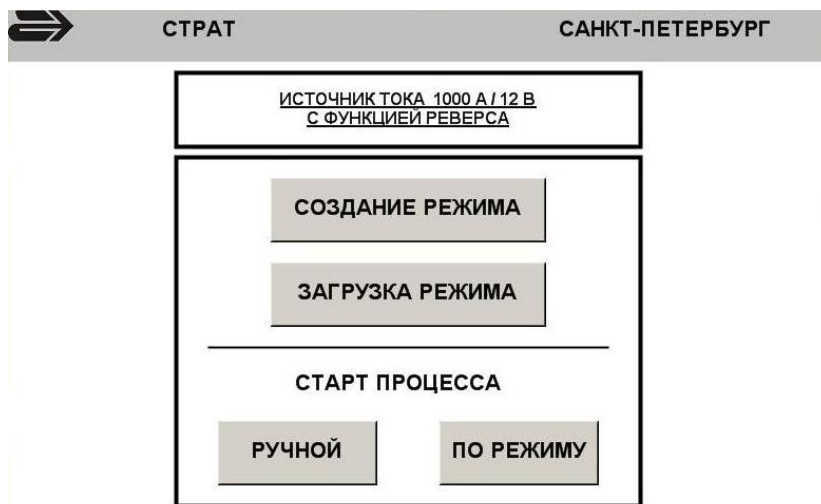 СТРАТ САНКТ-ПЕТЕРБУРГ
ИСТОЧНИК ТОКА 1000 А / 12 В
С ФУНКЦИЕЙ РЕВЕРСА
СОЗДАНИЕ РЕЖИМА
ЗАГРУЗКА РЕЖИМА
СТАРТ ПРОЦЕССА
РУЧНОЙ ПО РЕЖИМУ